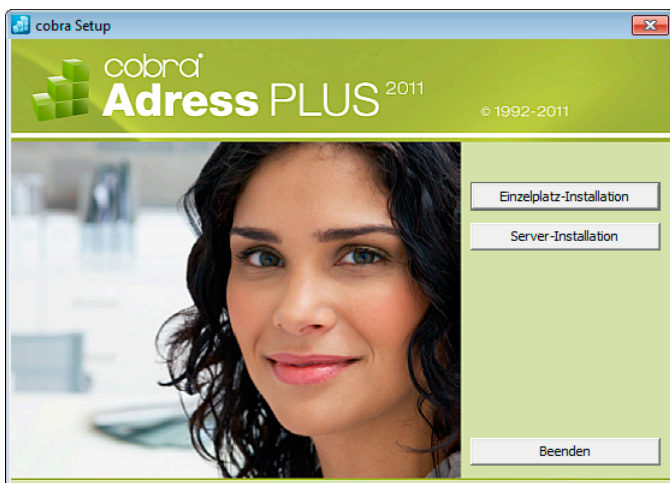 cobra Setup
cobra
Adress PLUS 2011
© 1992-2011
Einzelplatz-Installation
Server-Installation
Beenden